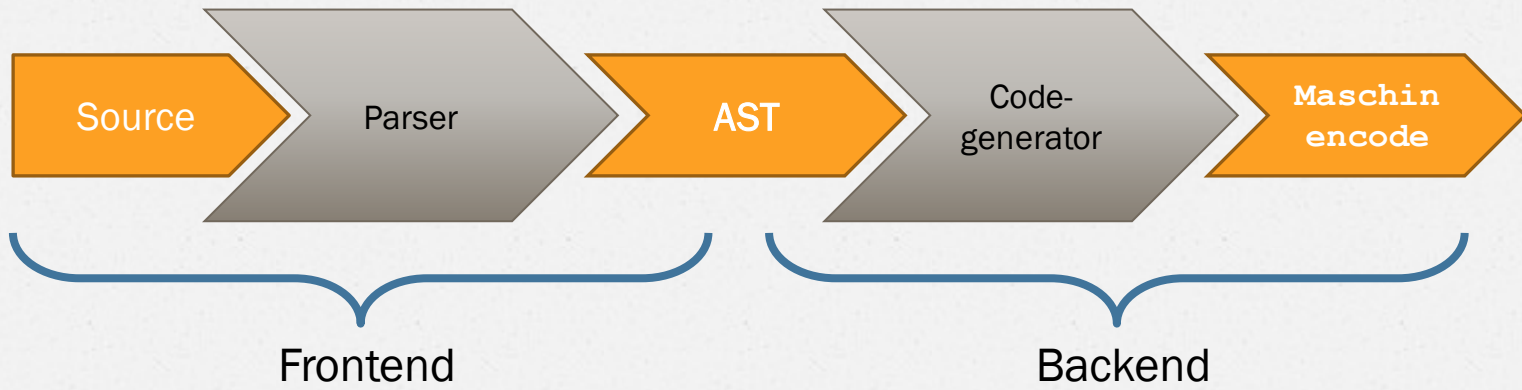 Source
Parser
AST
Code-
generator
Maschin
encode
Frontend
Backend